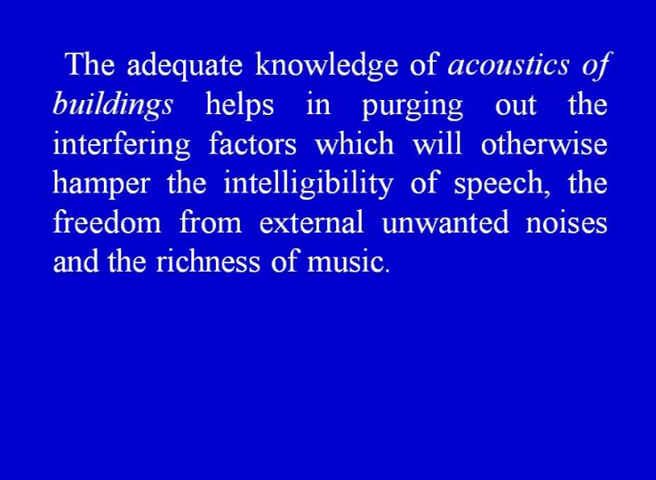 The adequate knowledge of acoustics of
buildings helps in purging out the
interfering factors which will otherwise
hamper the intelligibility of speech, the
freedom from external unwanted noises
and the richness of music.